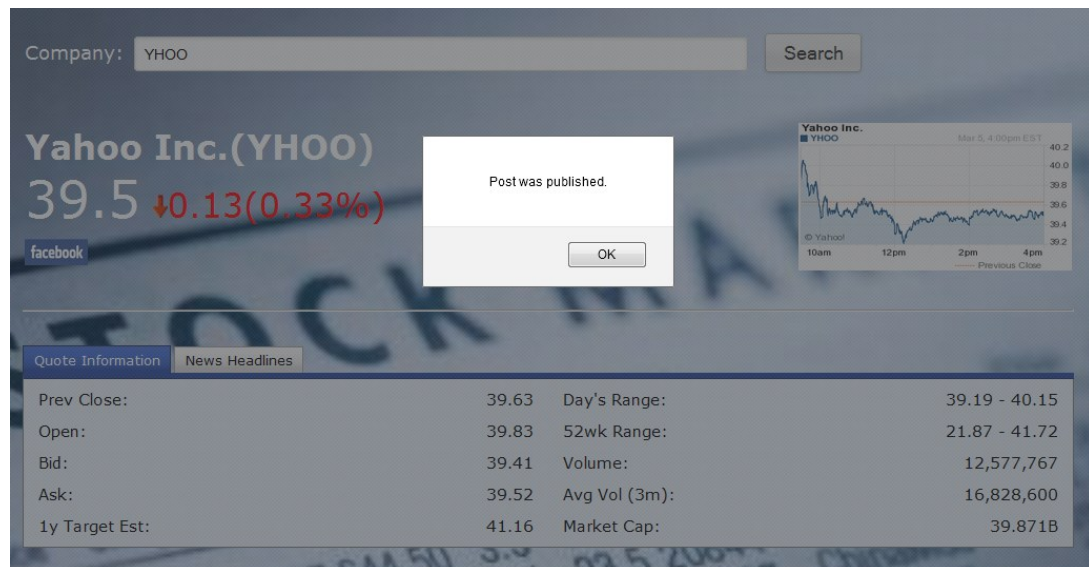 Company: YHOO Search
Yahoo Inc.(YHOO)
39.5 0.13(0.33%)
facebook
Post was published.
OK
Yahoo Inc.
YHOO Mar 5, 4:00pm EST
40.2
40.0
39.8
39.6
39.4
39.2
© Yahoo!
10am 12pm 2pm 4pm
Previous Close
STOCK MAR
Quote Information News Headlines
Prev Close: 39.63 Day's Range: 39.19 - 40.15
Open: 39.83 52wk Range: 21.87 - 41.72
Bid: 39.41 Volume: 12,577,767
Ask: 39.52 Avg Vol (3m): 16,828,600
1y Target Est: 41.16 Market Cap: 39.871B